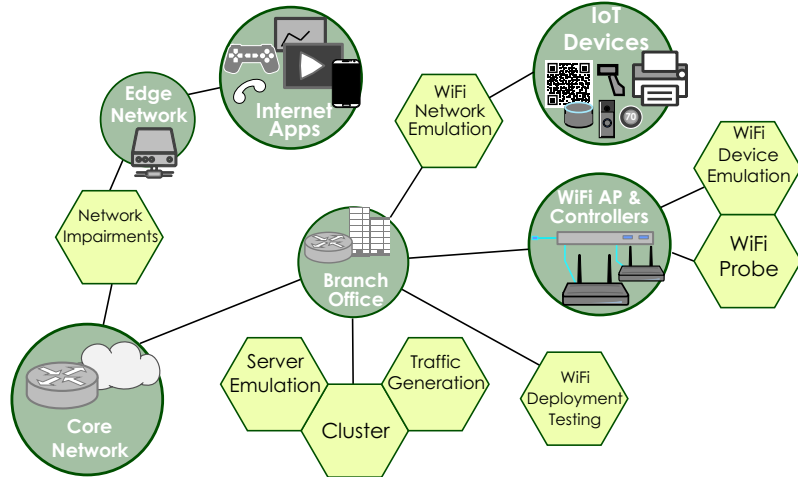 IoT
Devices
70
Internet
Apps
Edge
Network
WiFi
Network
Emulation
WiFi
Device
Emulation
WiFi AP &
Controllers
WiFi
Probe
Network
Impairments
Branch
Office
Server
Emulation
Traffic
Generation
Cluster
WiFi
Deployment
Testing
Core
Network